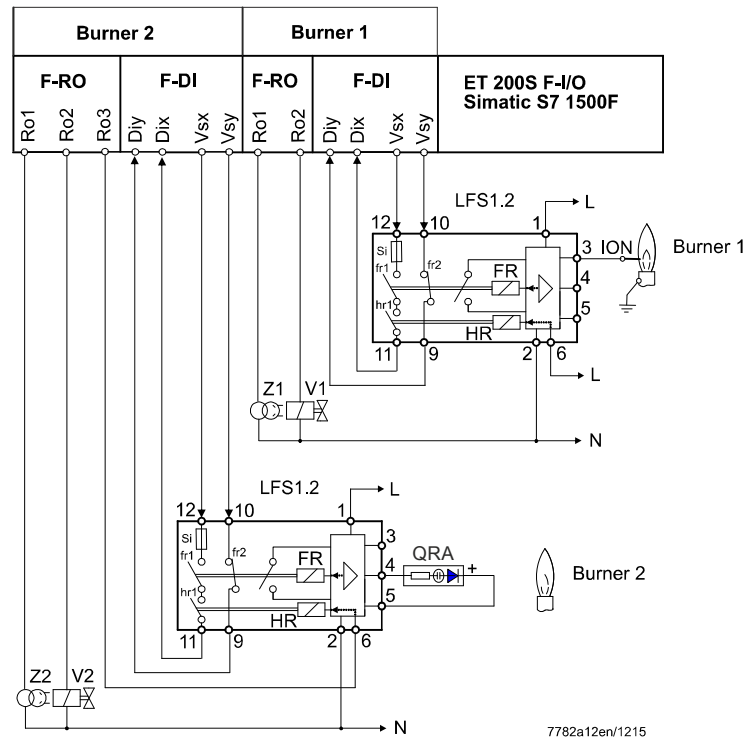 Burner 2 Burner 1
F-RO F-DI F-RO F-DI ET 200S F-I/O
Simatic S7 1500F
Ro1 Ro2 Ro3 Diy Dix Vsx Vsy Ro1 Ro2 Diy Dix Vsx Vsy
LFS1.2
L
12 10 1
3 ION
Burner 1
Si
fr1 fr2
FR
4
5
hr1
HR
11 9 2 6
L
Z1 V1
N
LFS1.2
L
12 10 1
3
Si
fr1 fr2
FR
4 QRA +
Burner 2
5
hr1
HR
11 9 2 6
Z2 V2
N
7782a12en/1215